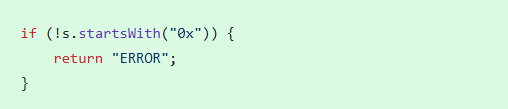 if (!s.startsWith("0x")) {
    return "ERROR";
}